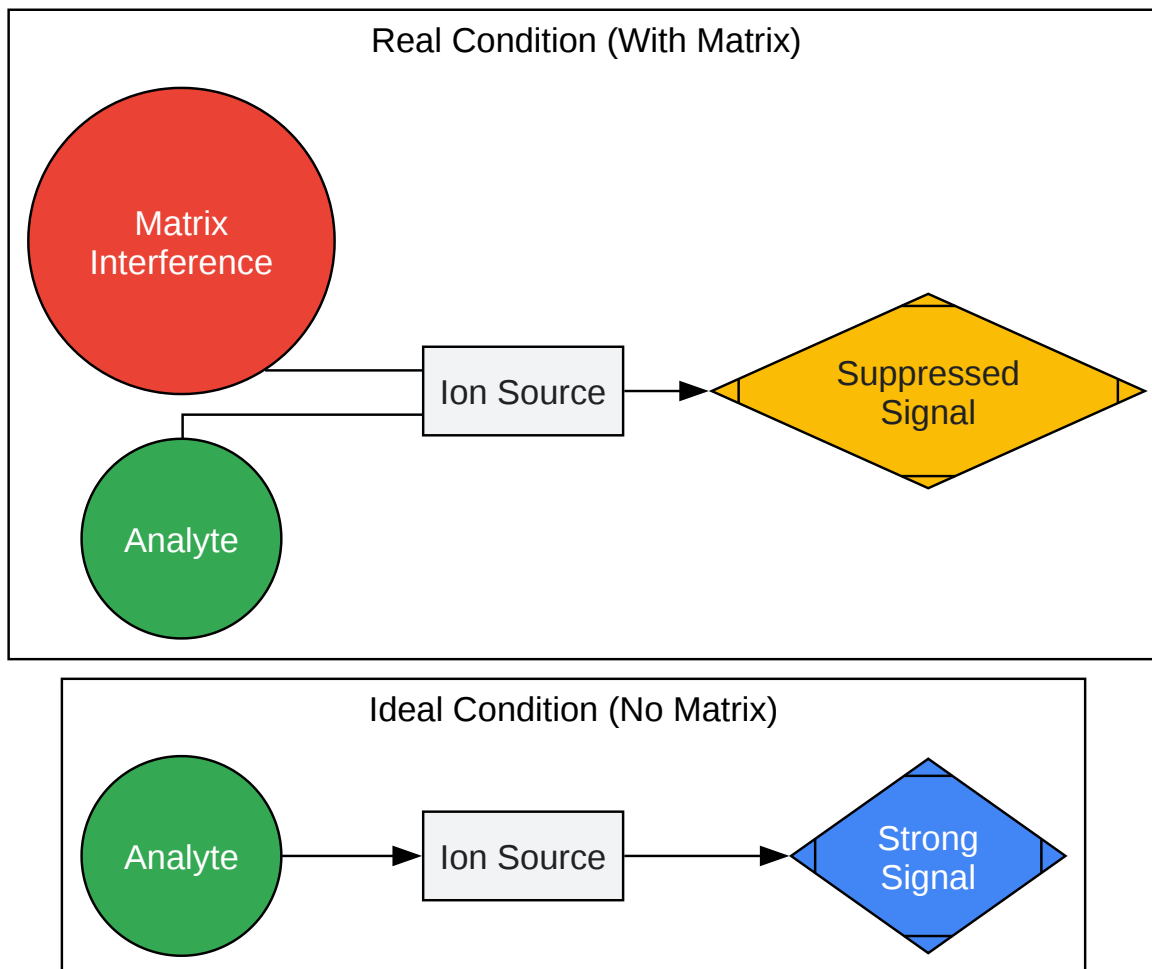 Real Condition (With Matrix)
Matrix
Interference
Ion Source
Suppressed
Signal
Analyte
Ideal Condition (No Matrix)
Analyte
Ion Source
Strong
Signal